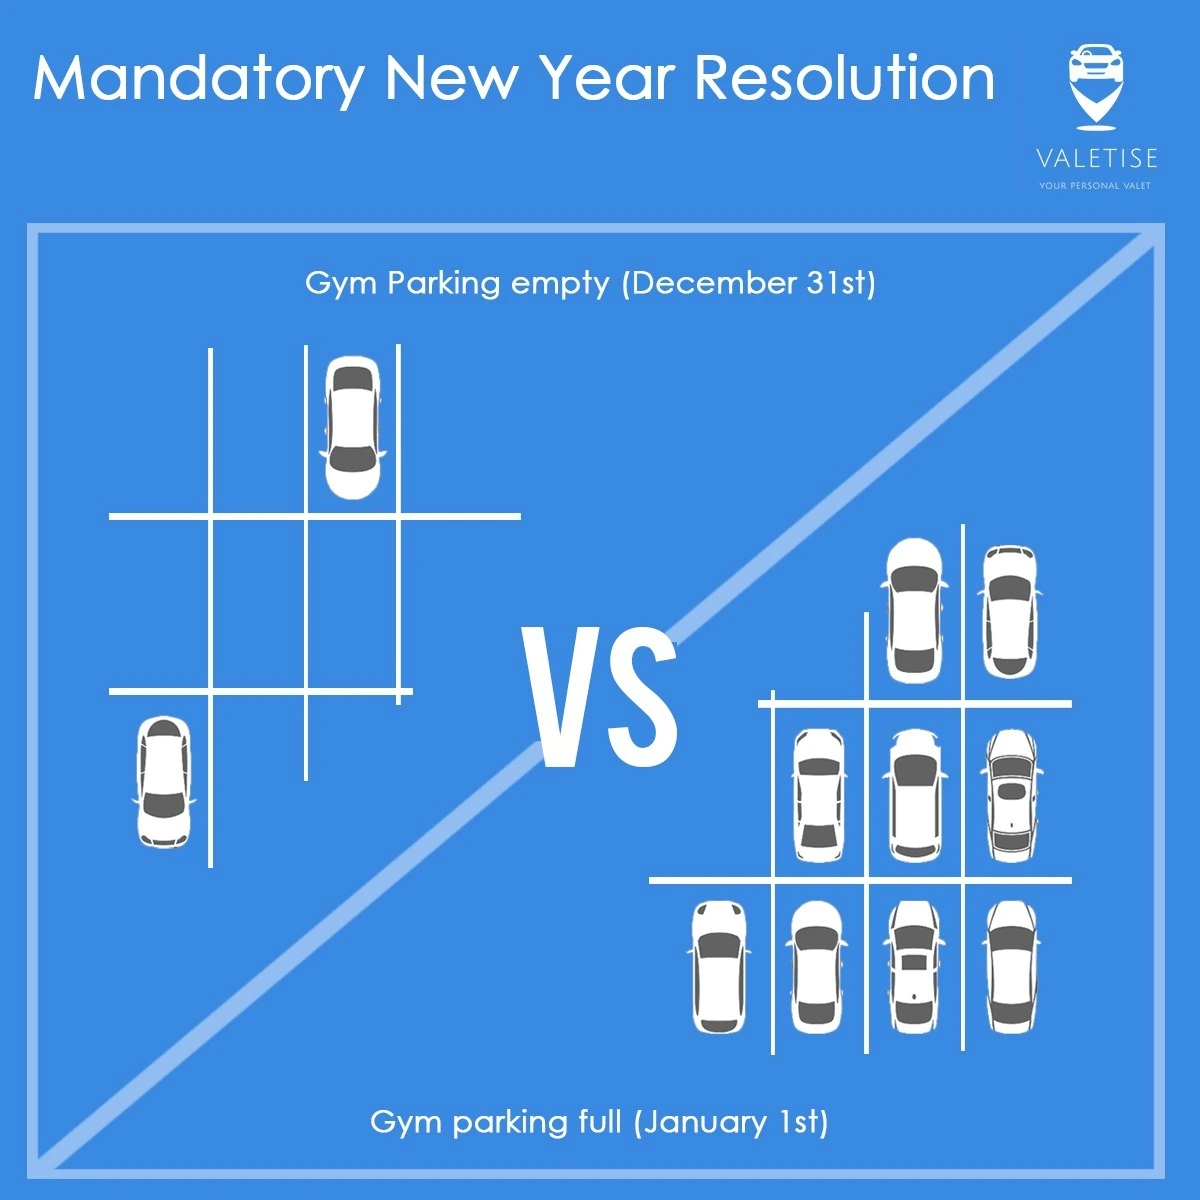 Mandatory New Year Resolution
VALETISE
YOUR PERSONAL VALET
Gym Parking empty (December 31st)
VS
Gym parking full (January 1st)